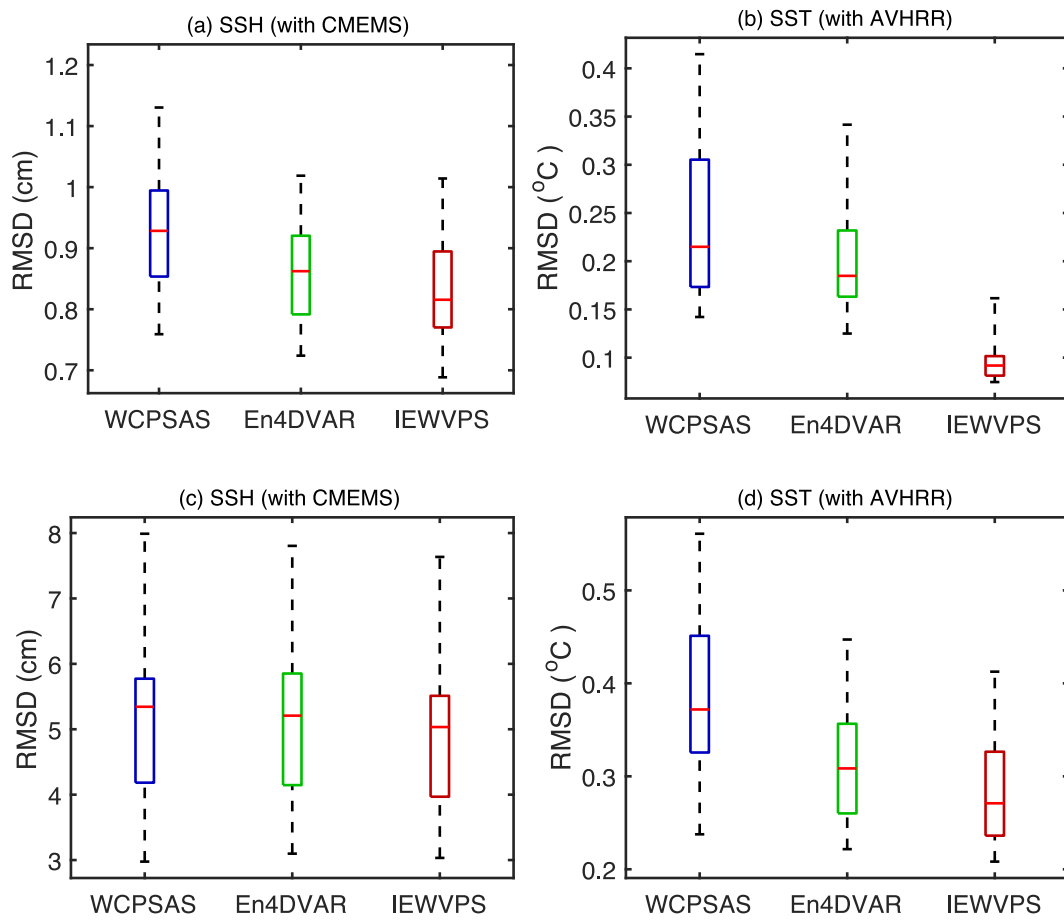 (a) SSH (with CMEMS)
RMSD (cm)
1.2
1.1
1
0.9
0.8
0.7
WCPSAS En4DVAR IEWVPS
(b) SST (with AVHRR)
RMSD (°C )
0.4
0.35
0.3
0.25
0.2
0.15
0.1
WCPSAS En4DVAR IEWVPS
(c) SSH (with CMEMS)
RMSD (cm)
8
7
6
5
4
3
WCPSAS En4DVAR IEWVPS
(d) SST (with AVHRR)
RMSD (°C )
0.5
0.4
0.3
0.2
WCPSAS En4DVAR IEWVPS